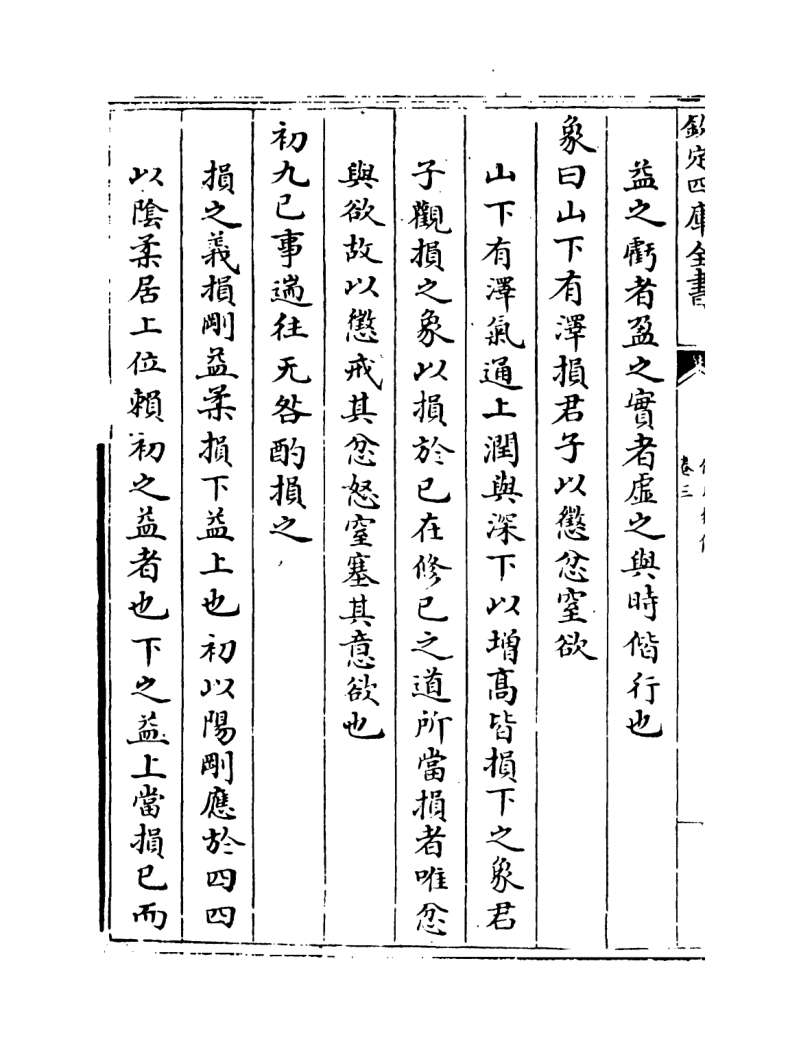 欽定四庫全書
卷三
益之虧者盈之實者虛之與時偕行也
象曰山下有澤損君子以懲忿窒欲
山下有澤氣通上潤與深下以增髙皆損下之象君
子觀損之象以損於已在修已之道所當損者唯忿
與欲故以懲戒其忿怒窒塞其意欲也
初九已事遄往无咎酌損之
損之義損剛益柔損下益上也初以陽剛應於四四
以陰柔居上位賴初之益者也下之益上當損已而